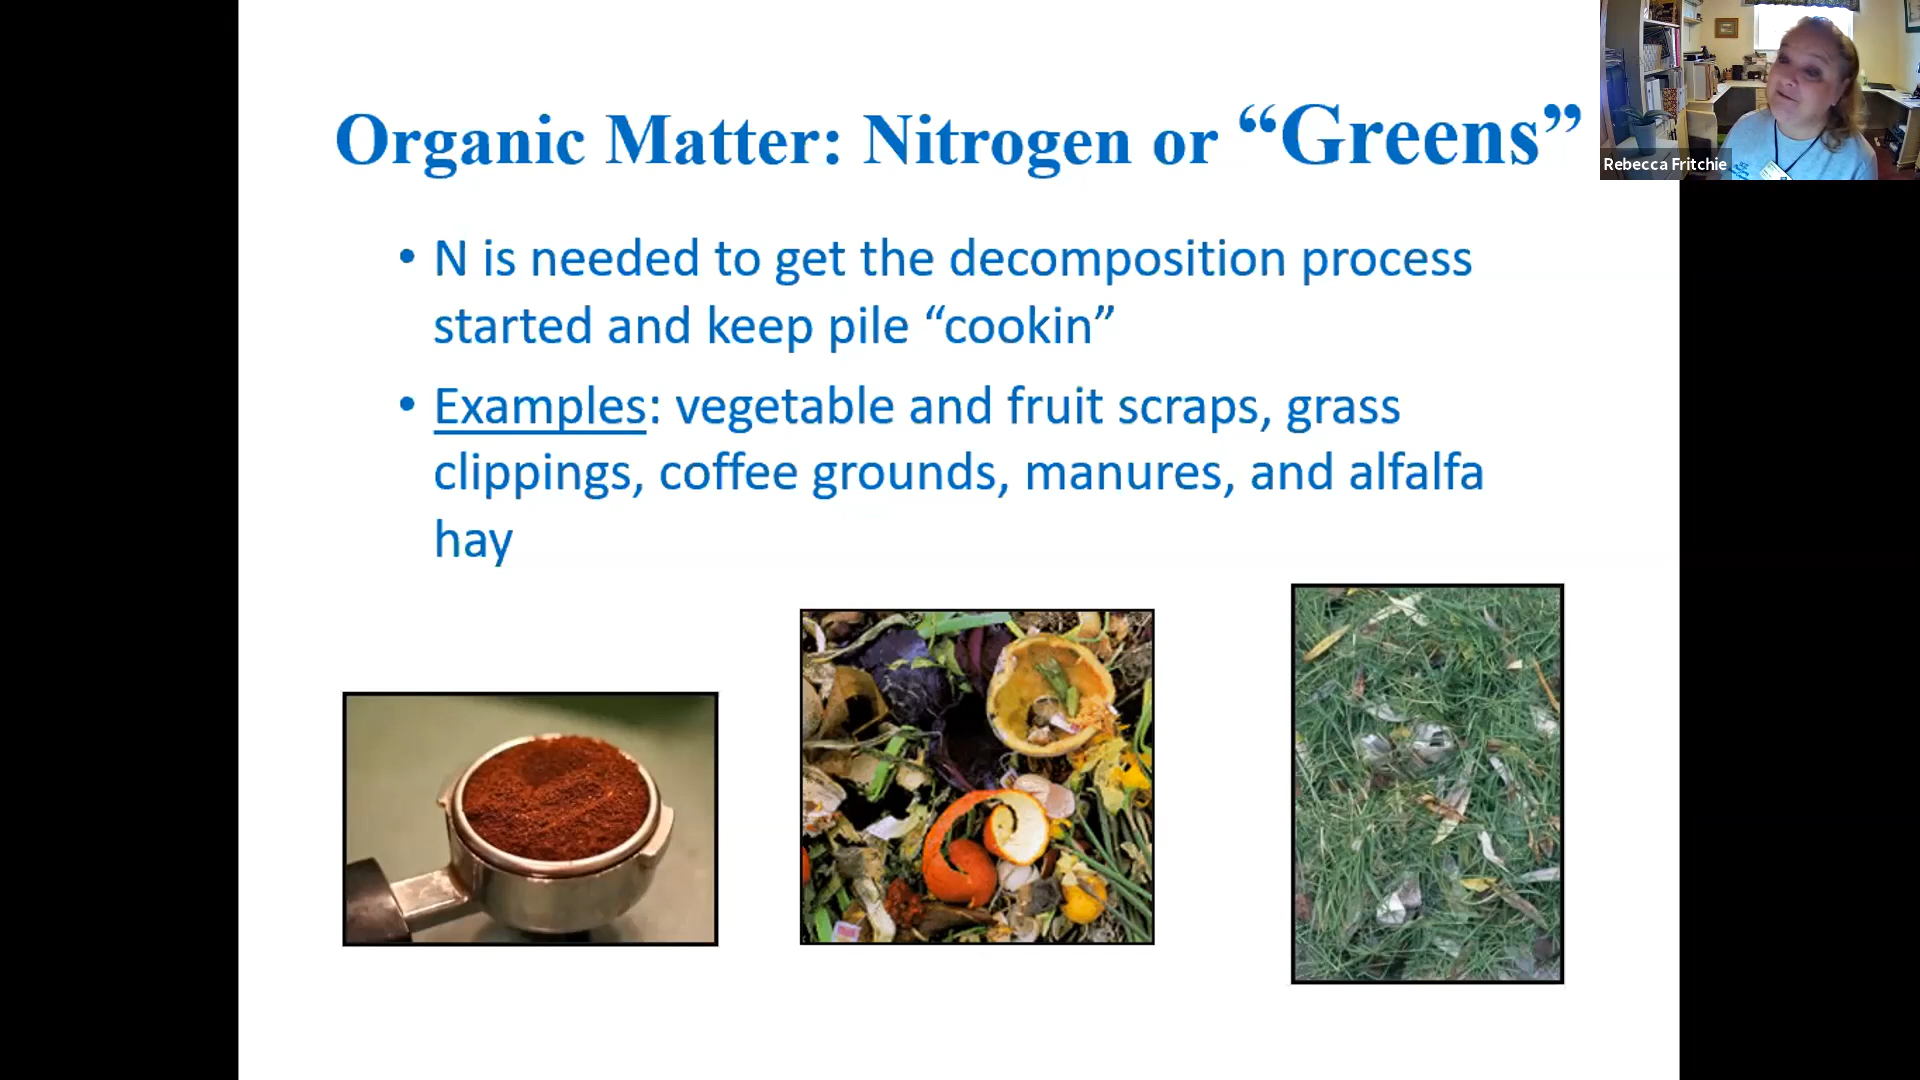 Organic Matter: Nitrogen or “Greens”
Rebecca Fritchie
• N is needed to get the decomposition process
started and keep pile “cookin”
• Examples: vegetable and fruit scraps, grass
clippings, coffee grounds, manures, and alfalfa
hay